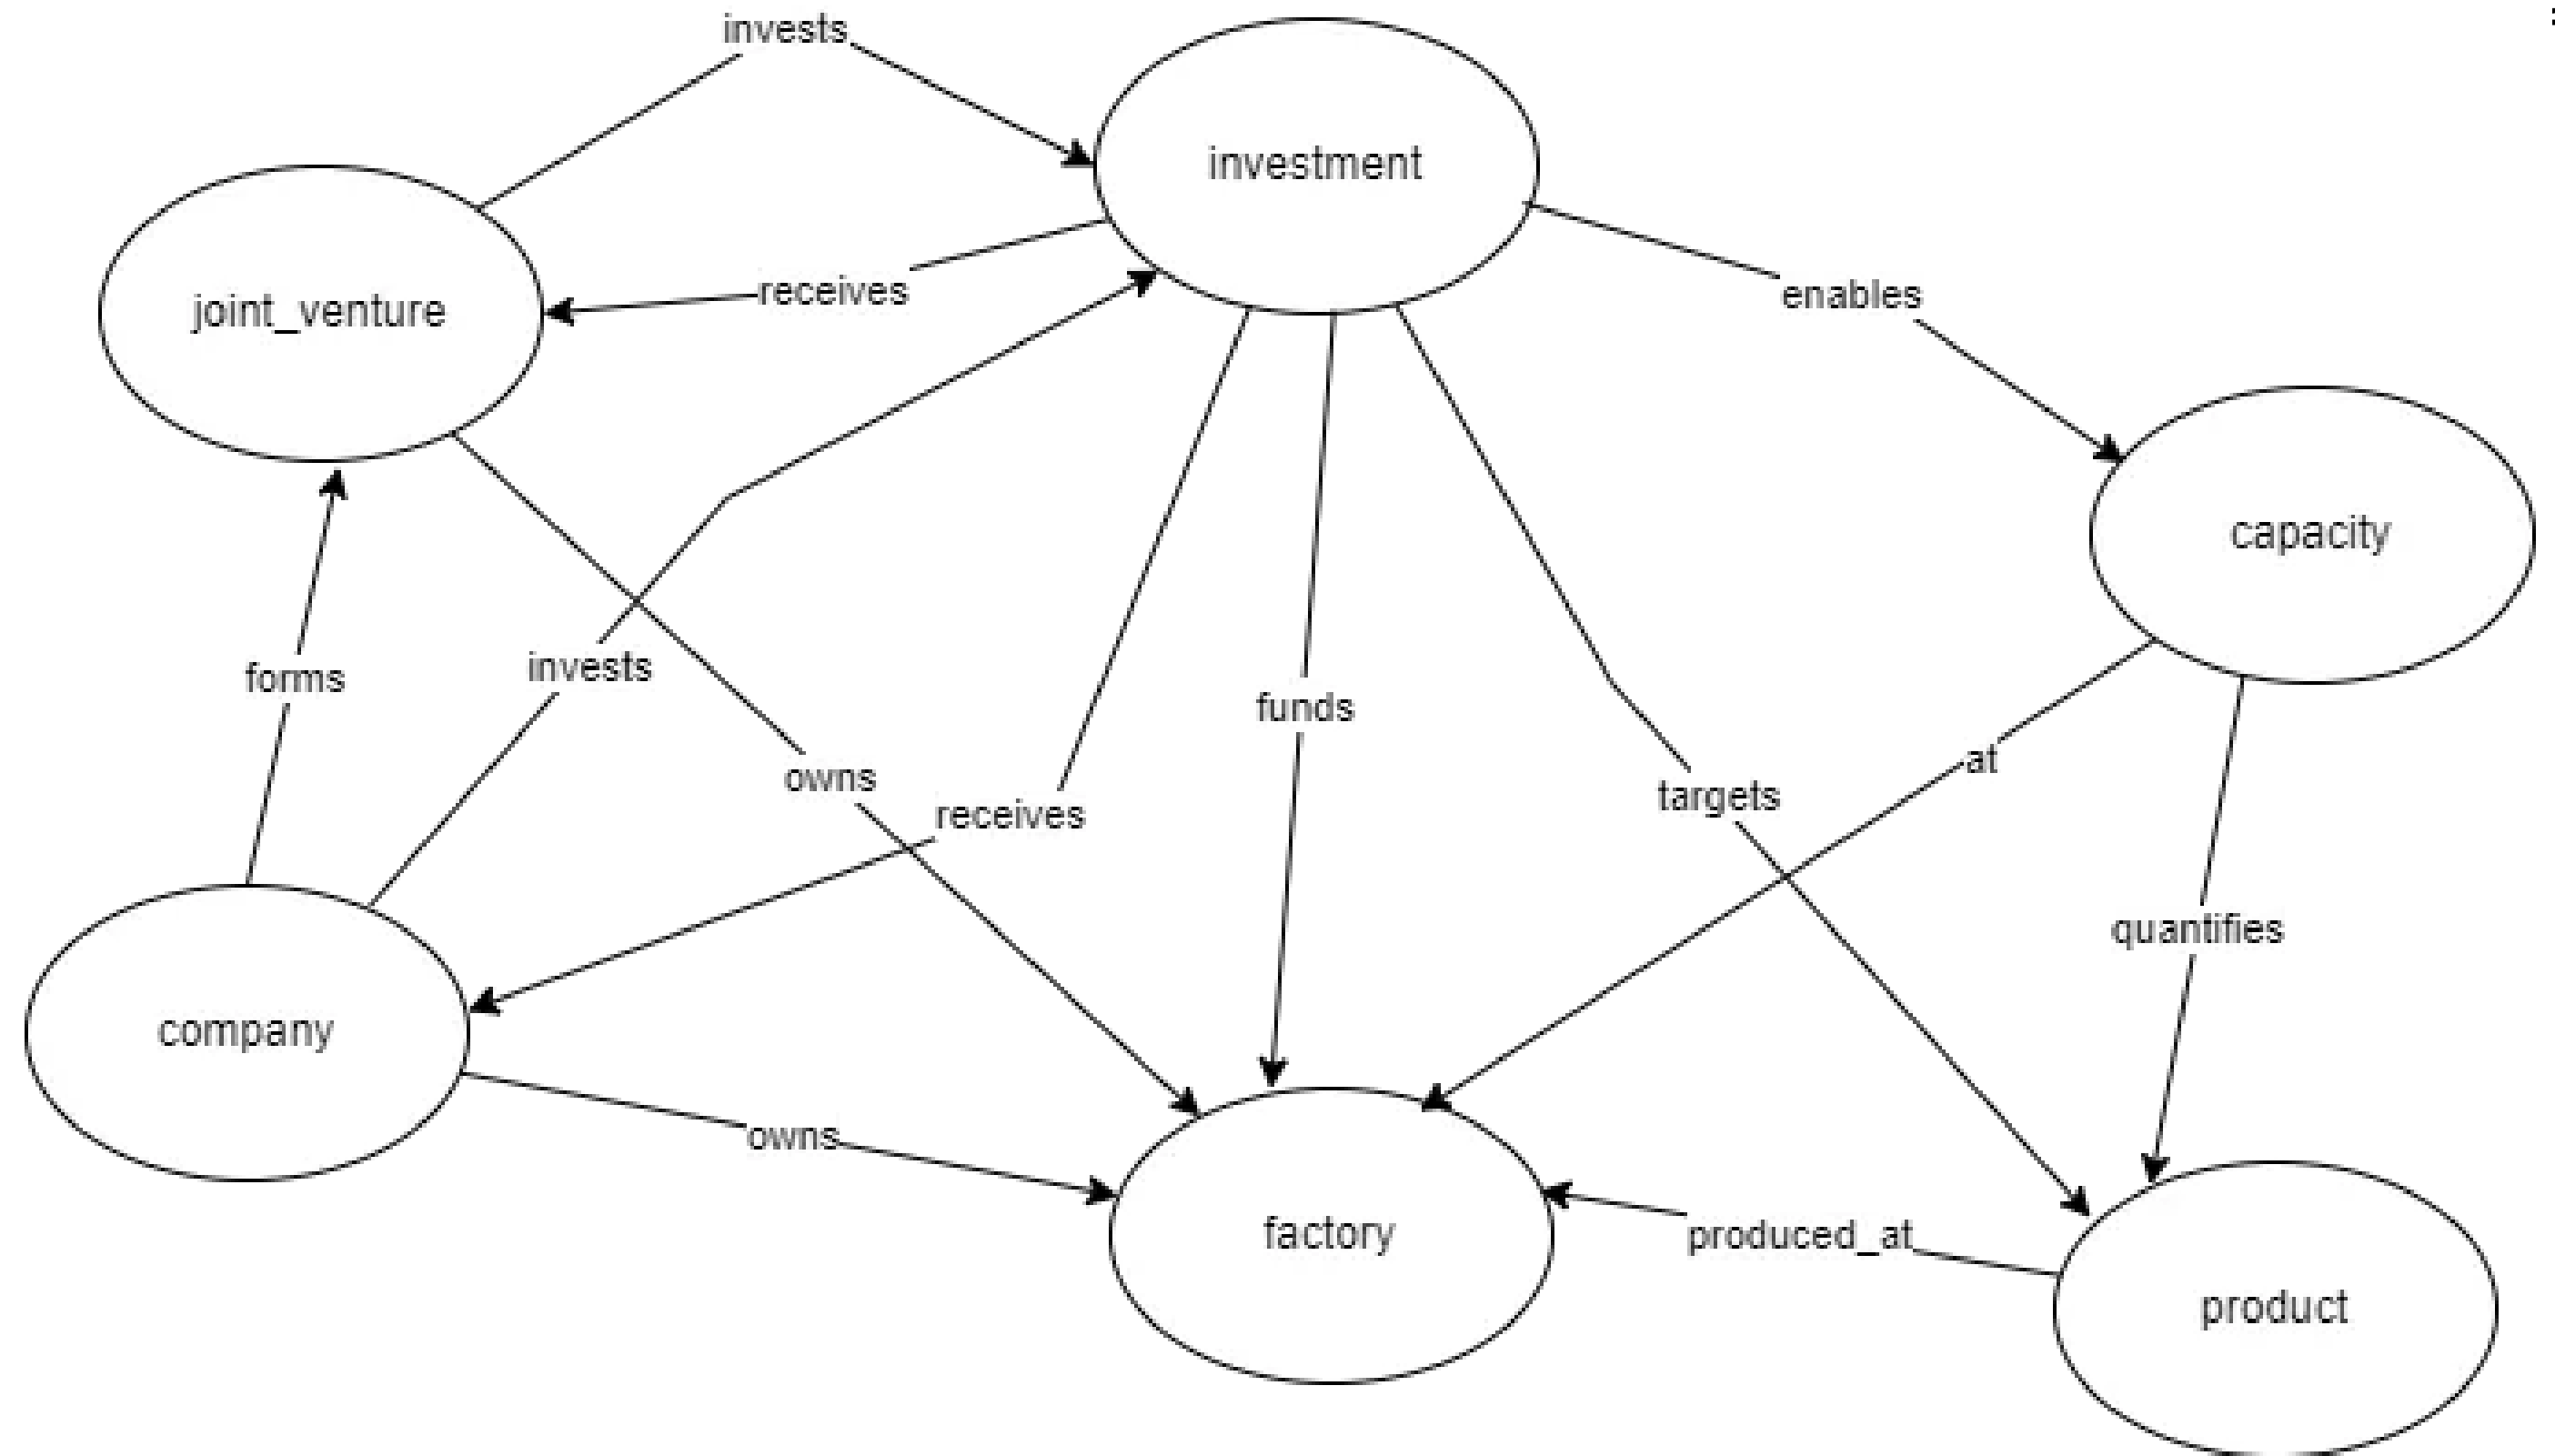 invests
investment
joint_venture
receives
enables
capacity
forms
invests
funds
owns
receives
targets
at
quantifies
company
owns
factory
produced_at
product